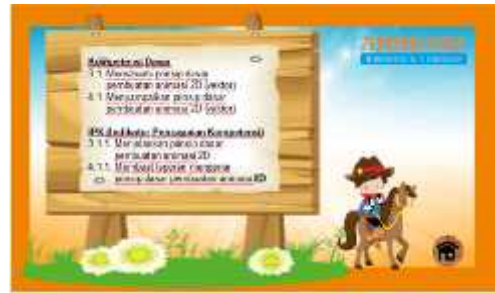 Kompetensi Dasar
3.1 Memahami prinsip dasar
pembuatan animasi 2D (vektor)
4.1 Menyampaikan prinsip dasar
pembuatan animasi 2D (vektor)
IPK (Indikator Pencapaian Kompetensi)
3.1.1. Menjelaskan prinsip dasar
pembuatan animasi 2D
4.1.1. Membuat laporan mengenai
prinsip dasar pembuatan animasi 2D